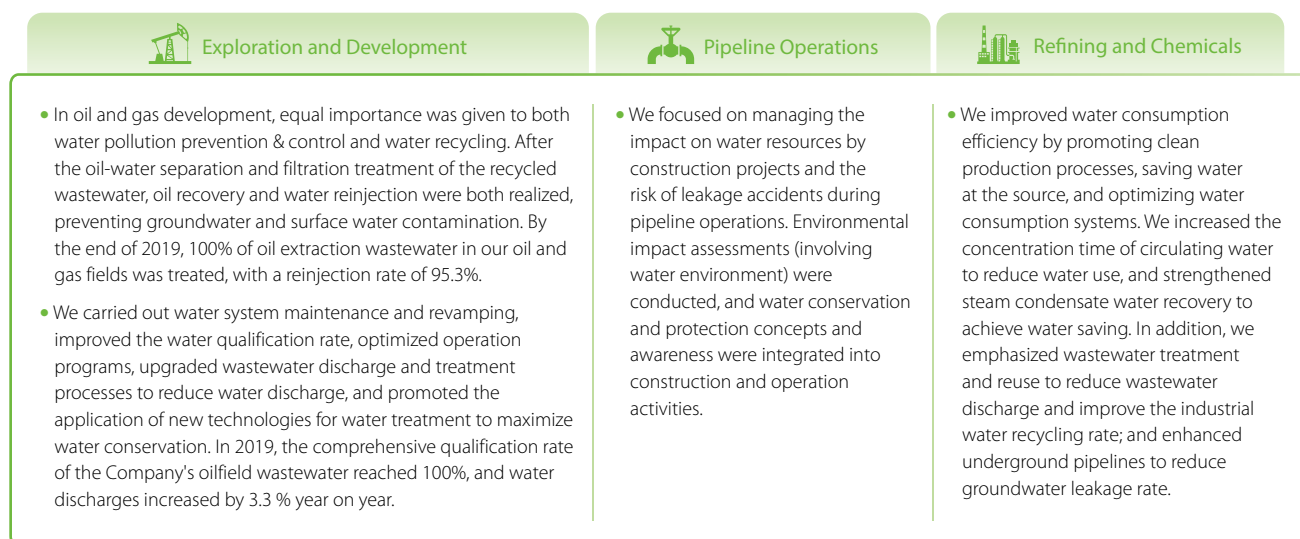 Exploration and Development
• In oil and gas development, equal importance was given to both
water pollution prevention & control and water recycling. After
the oil-water separation and filtration treatment of the recycled
wastewater, oil recovery and water reinjection were both realized,
preventing groundwater and surface water contamination. By
the end of 2019, 100% of oil extraction wastewater in our oil and
gas fields was treated, with a reinjection rate of 95.3%.
• We carried out water system maintenance and revamping,
improved the water qualification rate, optimized operation
programs, upgraded wastewater discharge and treatment
processes to reduce water discharge, and promoted the
application of new technologies for water treatment to maximize
water conservation. In 2019, the comprehensive qualification rate
of the Company's oilfield wastewater reached 100%, and water
discharges increased by 3.3 % year on year.
Pipeline Operations
• We focused on managing the
impact on water resources by
construction projects and the
risk of leakage accidents during
pipeline operations. Environmental
impact assessments (involving
water environment) were
conducted, and water conservation
and protection concepts and
awareness were integrated into
construction and operation
activities.
Refining and Chemicals
• We improved water consumption
efficiency by promoting clean
production processes, saving water
at the source, and optimizing water
consumption systems. We increased the
concentration time of circulating water
to reduce water use, and strengthened
steam condensate water recovery to
achieve water saving. In addition, we
emphasized wastewater treatment
and reuse to reduce wastewater
discharge and improve the industrial
water recycling rate; and enhanced
underground pipelines to reduce
groundwater leakage rate.